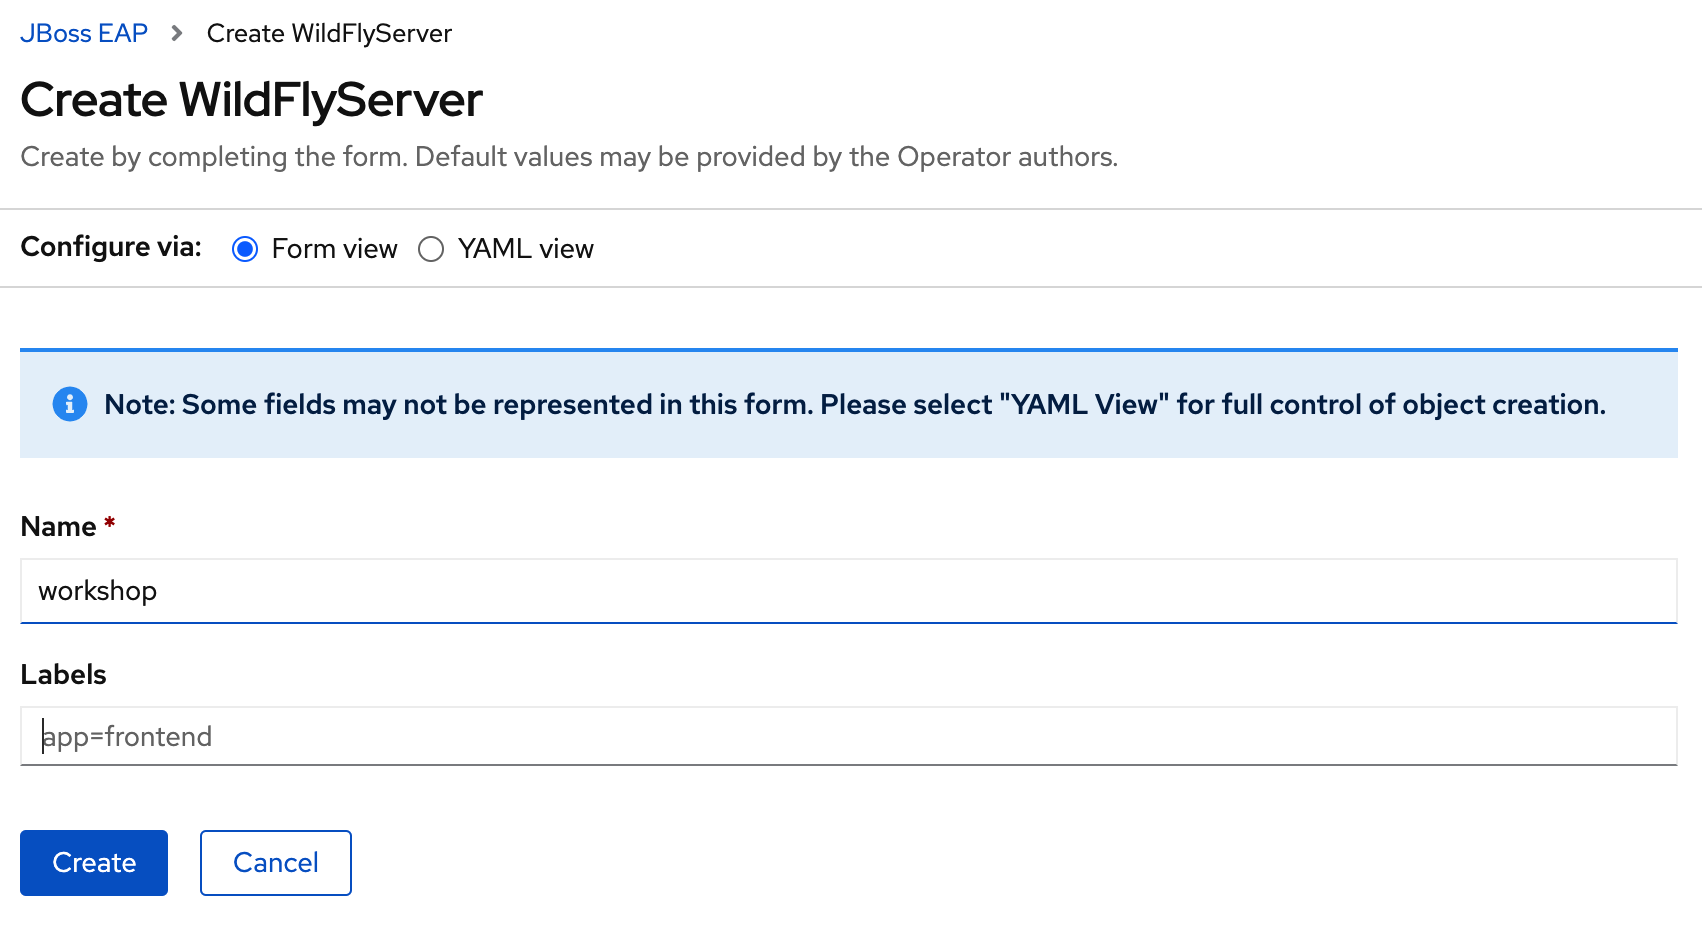 JBoss EAP > Create WildFlyServer
Create WildFlyServer
Create by completing the form. Default values may be provided by the Operator authors.
Configure via: Form view YAML view
Note: Some fields may not be represented in this form. Please select "YAML View" for full control of object creation.
Name *
workshop
Labels
app=frontend
Create Cancel